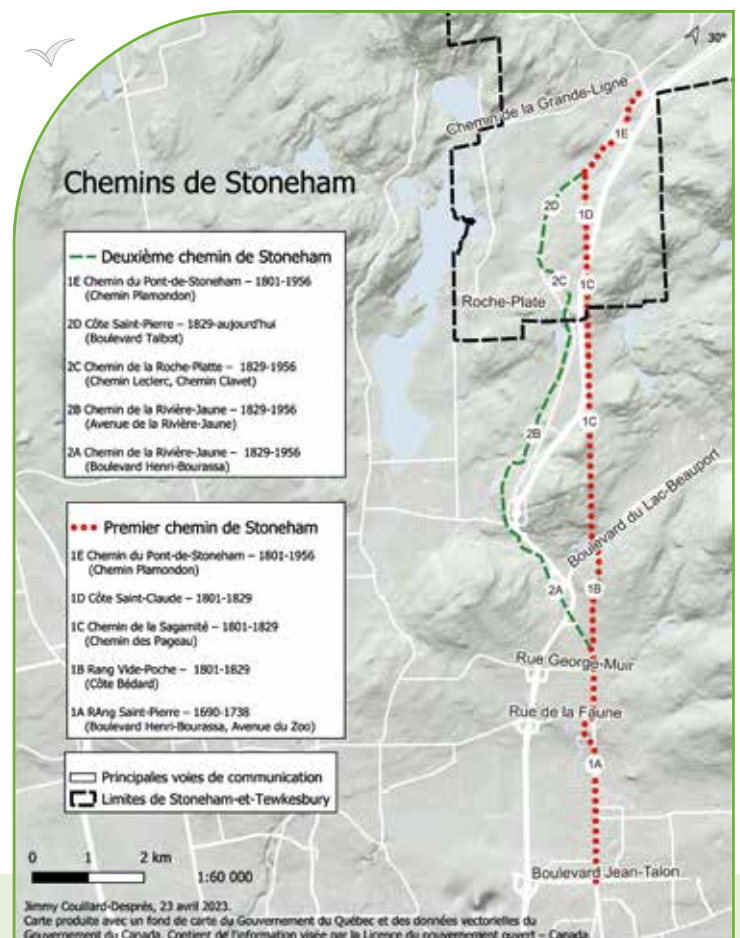 30°
Chemin de la Grande-Ligne
1E
Chemins de Stoneham
2D
1D
Deuxième chemin de Stoneham
1E Chemin du Pont-de-Stoneham – 1801-1956
(Chemin Plamondon)
2D Côte Saint-Pierre – 1829-aujourd'hui
(Boulevard Talbot)
2C Chemin de la Roche-Platte – 1829-1956
(Chemin Leclerc, Chemin Clavet)
2B Chemin de la Rivière-Jaune – 1829-1956
(Avenue de la Rivière-Jaune)
2A Chemin de la Rivière-Jaune – 1829-1956
(Boulevard Henri-Bourassa)
2C
1C
Roche-Plate
1C
2B
Boulevard du Lac-Beauport
Premier chemin de Stoneham
1E Chemin du Pont-de-Stoneham – 1801-1956
(Chemin Plamondon)
1D Côte Saint-Claude – 1801-1829
1C Chemin de la Sagamité – 1801-1829
(Chemin des Pageau)
1B Rang Vide-Poche – 1801-1829
(Côte Bédard)
1A RAng Saint-Pierre – 1690-1738
(Boulevard Henri-Bourassa, Avenue du Zoo)
2A
1B
Rue George-Muir
Rue de la Faune
1A
Principales voies de communication
Limites de Stoneham-et-Tewkesbury
0 1 2 km
1:60 000
Boulevard Jean-Talon
Jimmy Couillard-Després, 23 avril 2023.
Carte produite avec un fond de carte du Gouvernement du Québec et des données vectorielles du
Gouvernement du Canada. Contient de l'information visée par la Licence du gouvernement ouvert – Canada.